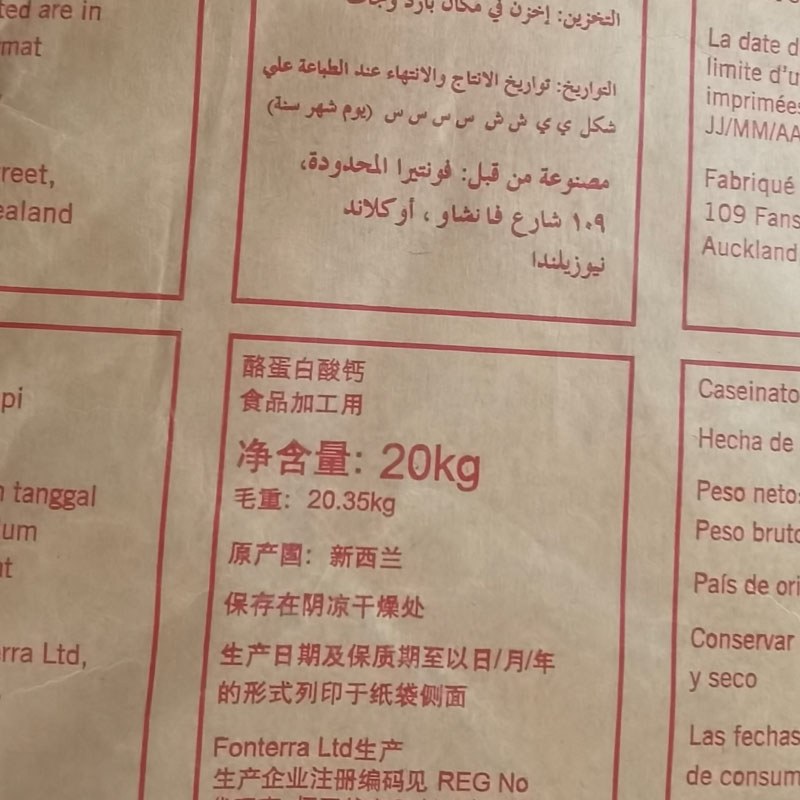 ted are in
mat
reet,
ealand
التخزين: إخزن في مكان بارد وجاف
التواريخ: تواريخ الانتاج والانتهاء عند الطباعة علي
شكل ي ي ش ش س س س س (يوم شهر سنة)
مصنوعة من قبل: فونتيرا المحدودة،
١٠٩ شارع فانشاو ، أوكلاند
نيوزيلندا
La date d
limite d'u
imprimées
JJ/MM/AA
Fabriqué
109 Fans
Auckland
pi
n tanggal
um
at
erra Ltd,
酪蛋白酸钙
食品加工用
净含量: 20kg
毛重: 20.35kg
原产国: 新西兰
保存在阴凉干燥处
生产日期及保质期至以日/月/年
的形式列印于纸袋侧面
Fonterra Ltd生产
生产企业注册编码见 REG No
Caseinato
Hecha de
Peso neto:
Peso bruto
País de ori
Conservar
y seco
Las fechas
de consum